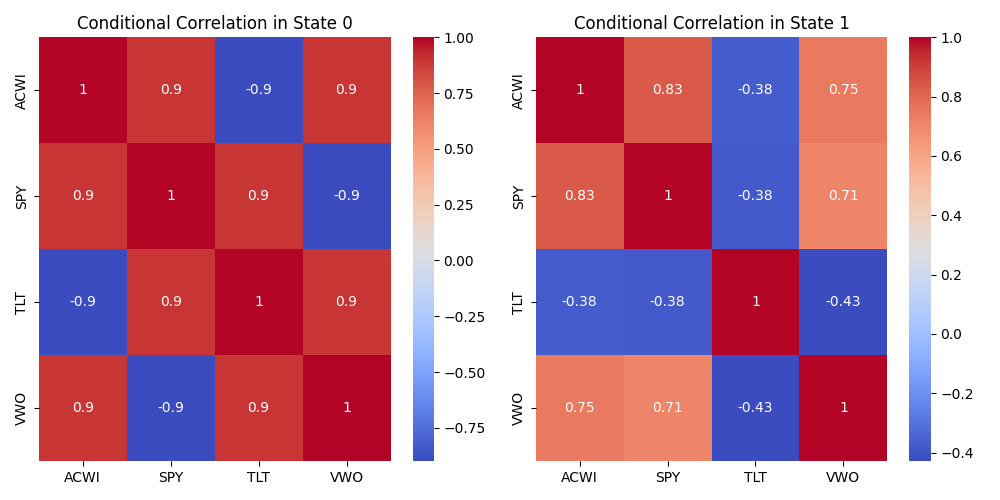 Conditional Correlation in State 0
ACWI 1 0.9 -0.9 0.9
SPY 0.9 1 0.9 -0.9
TLT -0.9 0.9 1 0.9
VWO 0.9 -0.9 0.9 1
ACWI SPY TLT VWO
1.00
0.75
0.50
0.25
0.00
−0.25
−0.50
−0.75
Conditional Correlation in State 1
ACWI 1 0.83 -0.38 0.75
SPY 0.83 1 -0.38 0.71
TLT -0.38 -0.38 1 -0.43
VWO 0.75 0.71 -0.43 1
ACWI SPY TLT VWO
1.0
0.8
0.6
0.4
0.2
0.0
−0.2
−0.4